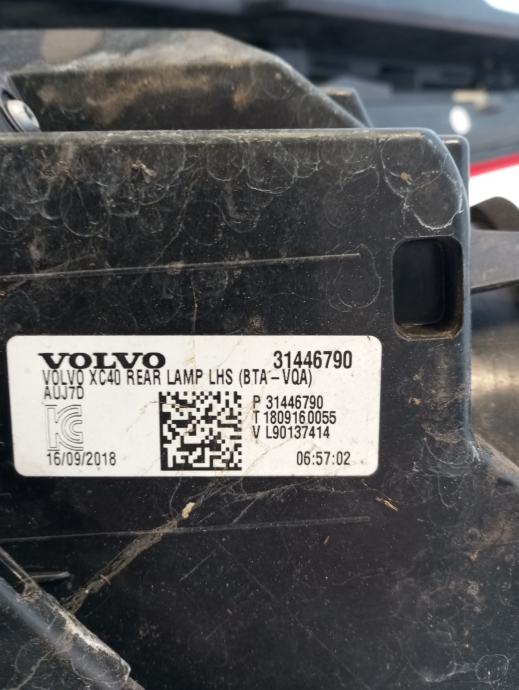 VOLVO 31446790
VOLVO XC40 REAR LAMP LHS (BTA-VQA)
AUJ7D
P 31446790
T 1809160055
V L90137414
16/09/2018 06:57:02